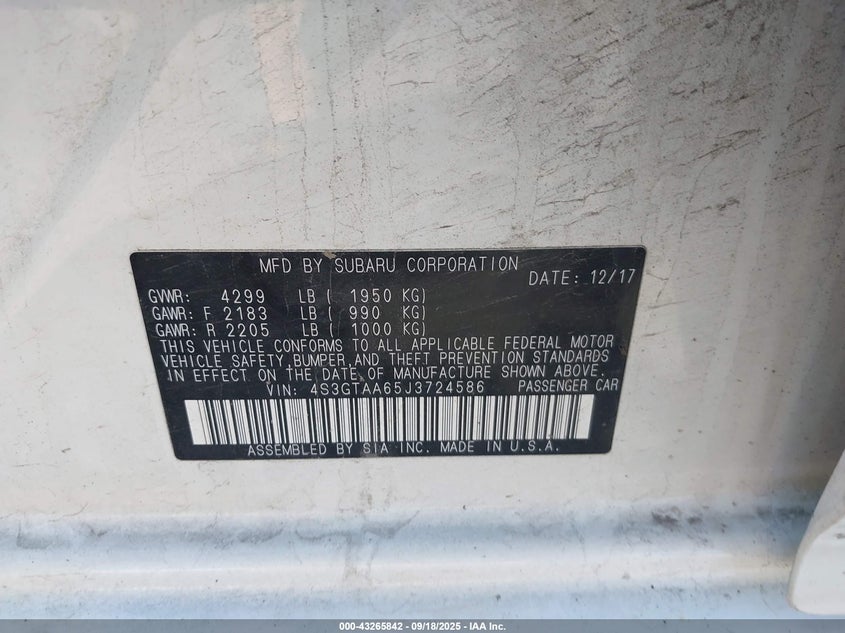 MFD BY SUBARU CORPORATION
DATE: 12/17
GVWR: 4299 LB ( 1950 KG)
GAWR: F 2183 LB ( 990 KG)
GAWR: R 2205 LB ( 1000 KG)
THIS VEHICLE CONFORMS TO ALL APPLICABLE FEDERAL MOTOR
VEHICLE SAFETY, BUMPER, AND THEFT PREVENTION STANDARDS
IN EFFECT ON THE DATE OF MANUFACTURE SHOWN ABOVE.
VIN: 4S3GTAA65J3724586 PASSENGER CAR
ASSEMBLED BY SIA INC. MADE IN U.S.A.
000-43265842 - 09/18/2025 - IAA Inc.